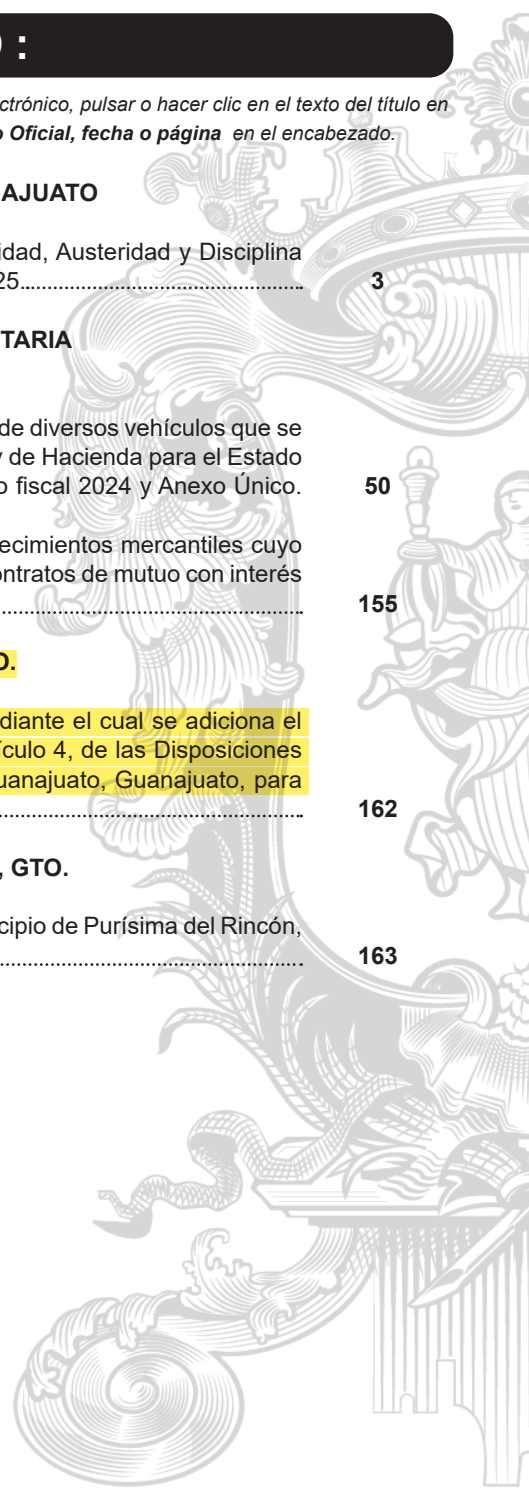 :
ctrónico, pulsar o hacer clic en el texto del título en
Oficial, fecha o página en el encabezado.
AJUATO
idad, Austeridad y Disciplina
25................................................ 3
TARIA
de diversos vehículos que se
de Hacienda para el Estado
o fiscal 2024 y Anexo Único. 50
ecimientos mercantiles cuyo
ontratos de mutuo con interés
................................................ 155
O.
diante el cual se adiciona el
ículo 4, de las Disposiciones
uanajuato, Guanajuato, para
................................................ 162
, GTO.
cipio de Purísima del Rincón,
................................................ 163